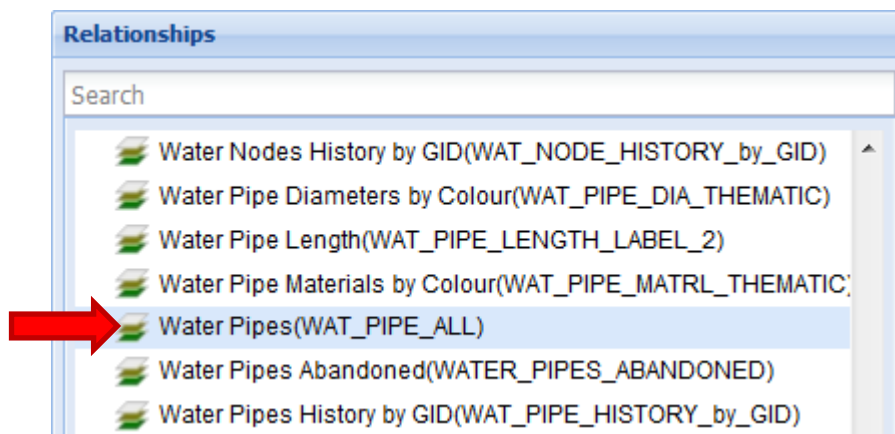 Relationships
Search
Water Nodes History by GID(WAT_NODE_HISTORY_by_GID)
Water Pipe Diameters by Colour(WAT_PIPE_DIA_THEMATIC)
Water Pipe Length(WAT_PIPE_LENGTH_LABEL_2)
Water Pipe Materials by Colour(WAT_PIPE_MATRL_THEMATIC)
Water Pipes(WAT_PIPE_ALL)
Water Pipes Abandoned(WATER_PIPES_ABANDONED)
Water Pipes History by GID(WAT_PIPE_HISTORY_by_GID)